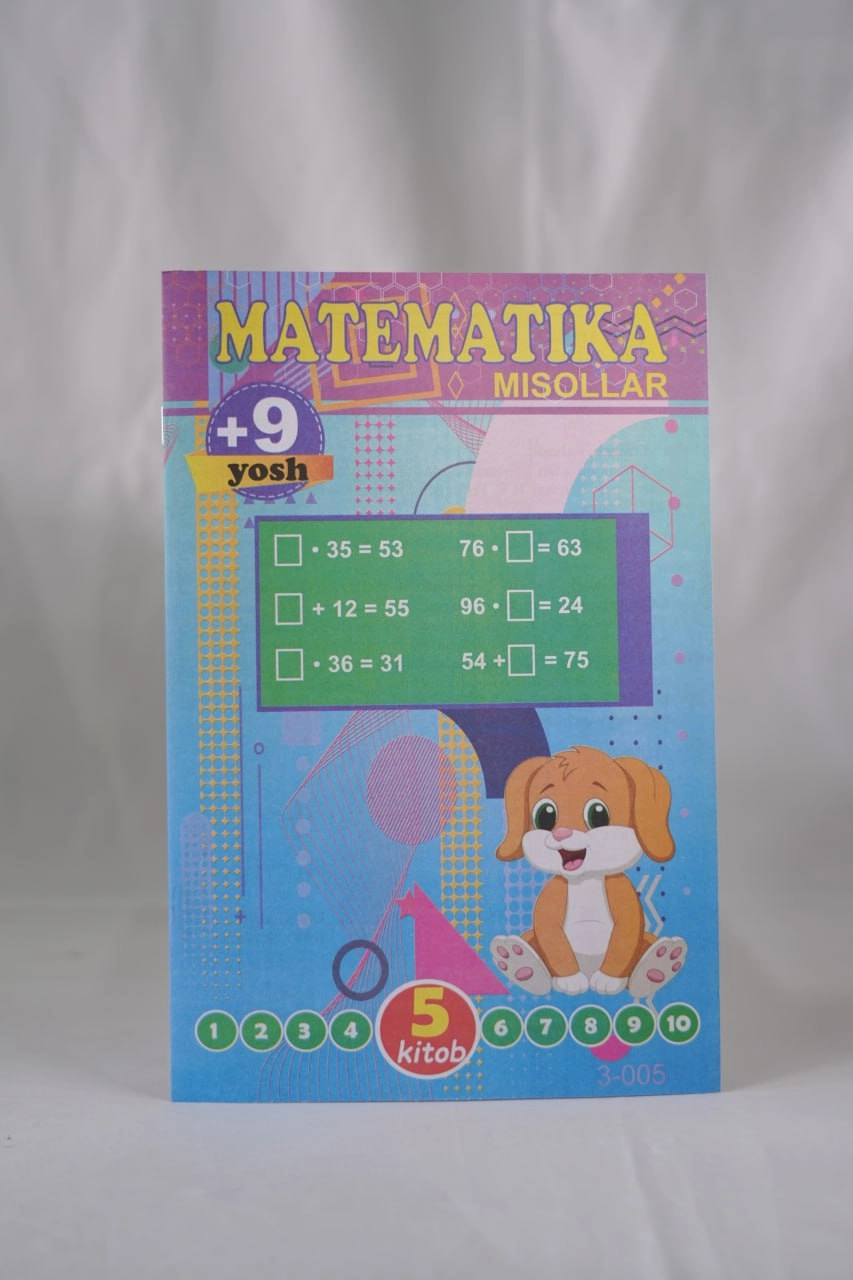 MATEMATIKA
MISOLLAR
+9
yosh
□ · 35 = 53
76 · □ = 63
□ + 12 = 55
96 · □ = 24
□ · 36 = 31
54 + □ = 75
1 2 3 4 5 6 7 8 9 10
kitob
3-005